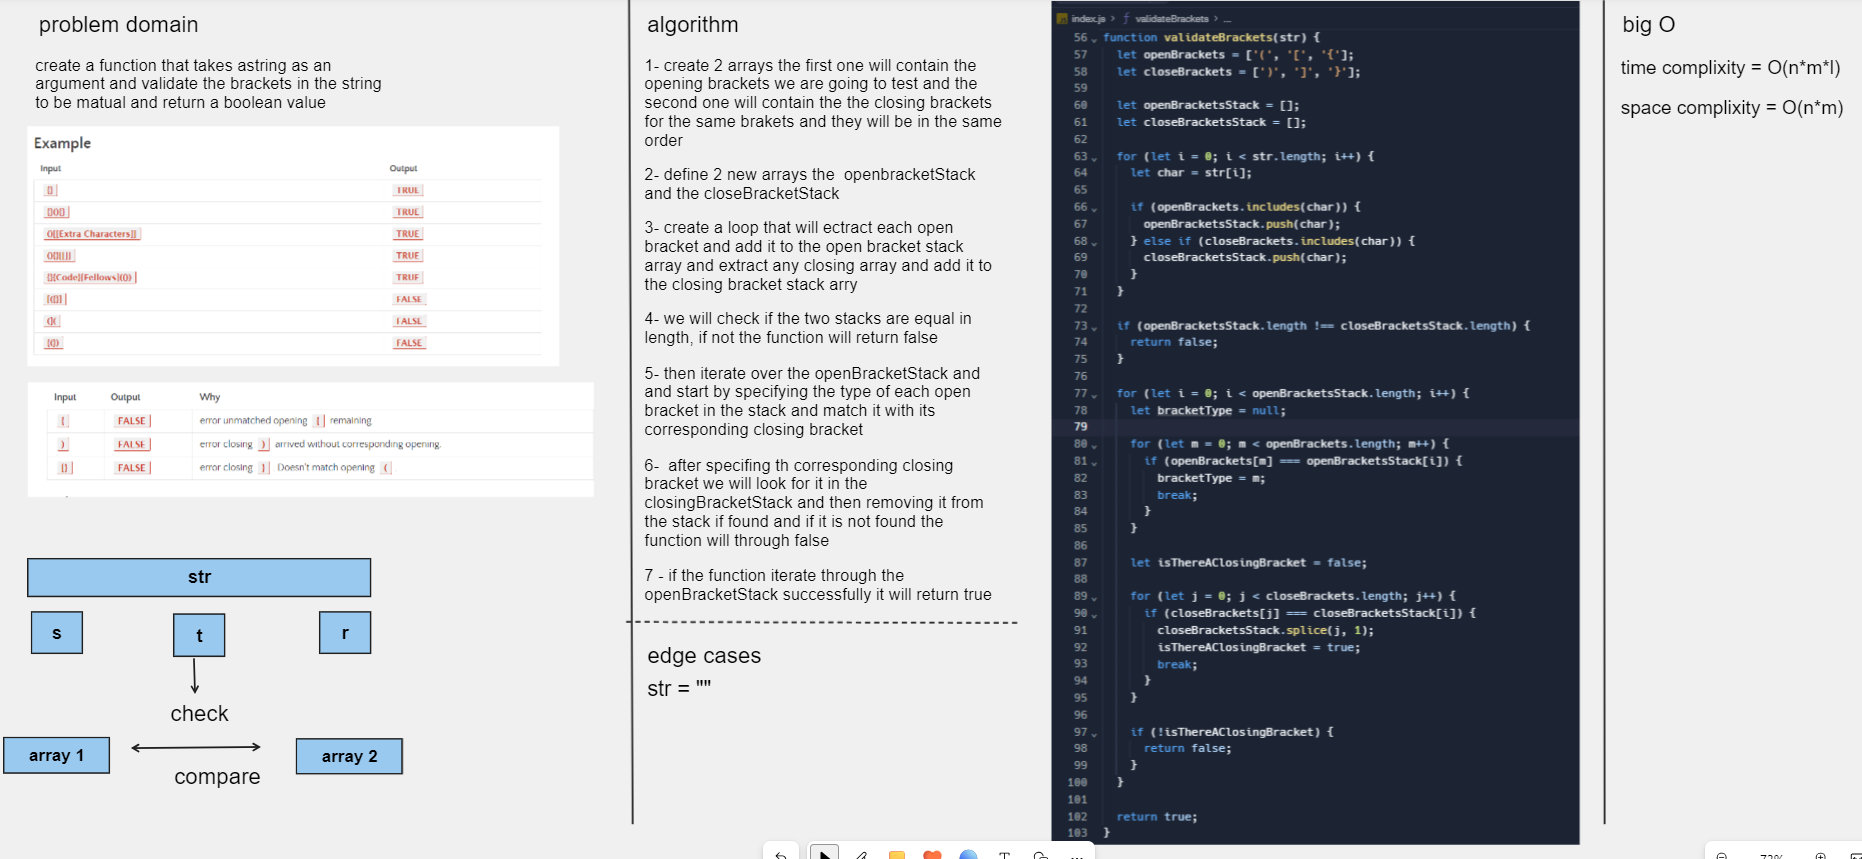 problem domain
create a function that takes astring as an
argument and validate the brackets in the string
to be matual and return a boolean value
Example
Input Output
TRUE
TRUE
()[[Extra Characters]] TRUE
TRUE
{}{Code}{Fellows}(()) TRUE
FALSE
FALSE
FALSE
Input Output Why
{ FALSE error unmatched opening { remaining
) FALSE error closing ) arrived without corresponding opening.
FALSE error closing } Doesn't match opening (
str
s t r
check
array 1 array 2
compare
algorithm
1- create 2 arrays the first one will contain the
opening brackets we are going to test and the
second one will contain the the closing brackets
for the same brakets and they will be in the same
order
2- define 2 new arrays the openbracketStack
and the closeBracketStack
3- create a loop that will ectract each open
bracket and add it to the open bracket stack
array and extract any closing array and add it to
the closing bracket stack arry
4- we will check if the two stacks are equal in
length, if not the function will return false
5- then iterate over the openBracketStack and
and start by specifying the type of each open
bracket in the stack and match it with its
corresponding closing bracket
6- after specifing th corresponding closing
bracket we will look for it in the
closingBracketStack and then removing it from
the stack if found and if it is not found the
function will through false
7 - if the function iterate through the
openBracketStack successfully it will return true
edge cases
str = ""
index.js > validateBrackets > ...
56 function validateBrackets(str) {
57 let openBrackets = ['(', '[', '{'];
58 let closeBrackets = [')', ']', '}'];
59
60 let openBracketsStack = [];
61 let closeBracketsStack = [];
62
63 for (let i = 0; i < str.length; i++) {
64 let char = str[i];
65
66 if (openBrackets.includes(char)) {
67 openBracketsStack.push(char);
68 } else if (closeBrackets.includes(char)) {
69 closeBracketsStack.push(char);
70 }
71 }
72
73 if (openBracketsStack.length !== closeBracketsStack.length) {
74 return false;
75 }
76
77 for (let i = 0; i < openBracketsStack.length; i++) {
78 let bracketType = null;
79
80 for (let m = 0; m < openBrackets.length; m++) {
81 if (openBrackets[m] === openBracketsStack[i]) {
82 bracketType = m;
83 break;
84 }
85 }
86
87 let isThereAClosingBracket = false;
88
89 for (let j = 0; j < closeBrackets.length; j++) {
90 if (closeBrackets[j] === closeBracketsStack[i]) {
91 closeBracketsStack.splice(j, 1);
92 isThereAClosingBracket = true;
93 break;
94 }
95 }
96
97 if (!isThereAClosingBracket) {
98 return false;
99 }
100 }
101
102 return true;
103 }
big O
time complixity = O(n*m*l)
space complixity = O(n*m)